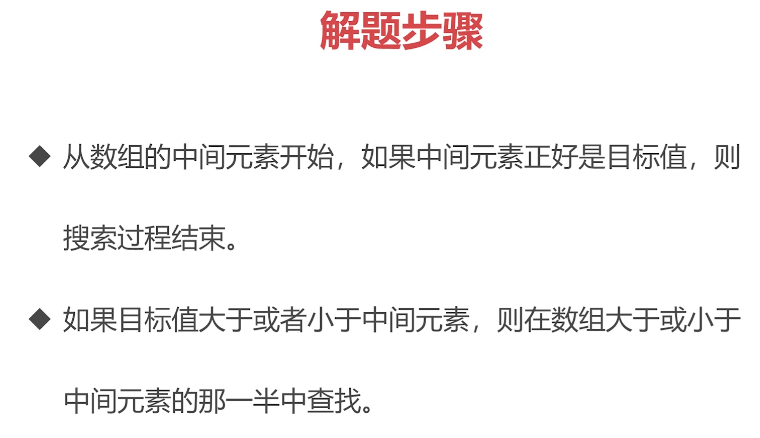 解题步骤
◆ 从数组的中间元素开始，如果中间元素正好是目标值，则
搜索过程结束。
◆ 如果目标值大于或者小于中间元素，则在数组大于或小于
中间元素的那一半中查找。